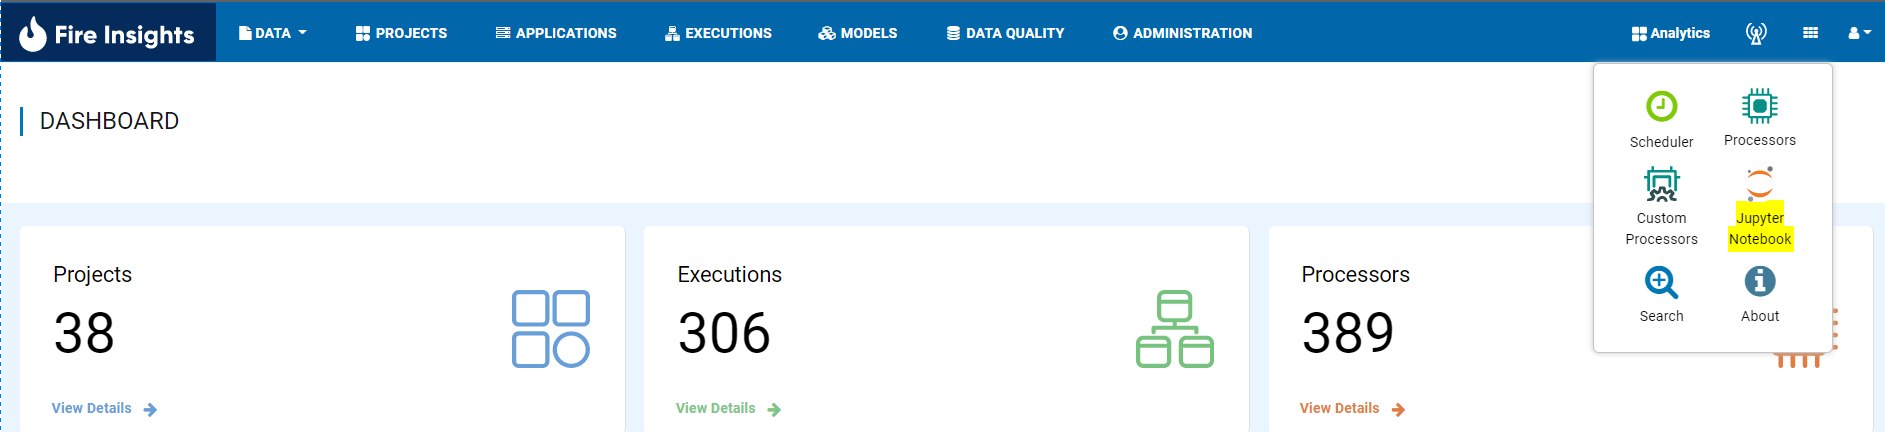 Fire Insights
DATA
PROJECTS
APPLICATIONS
EXECUTIONS
MODELS
DATA QUALITY
ADMINISTRATION
Analytics
DASHBOARD
Scheduler
Processors
Custom
Processors
Jupyter
Notebook
Search
About
Projects
38
View Details
Executions
306
View Details
Processors
389
View Details